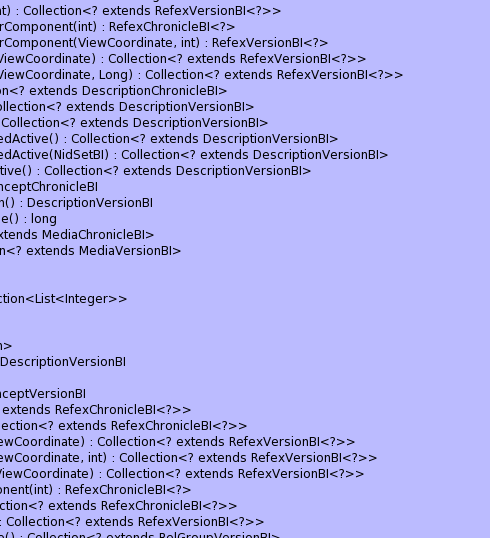 nt) : Collection<? extends RefexVersionBI<?>>
rComponent(int) : RefexChronicleBI<?>
rComponent(ViewCoordinate, int) : RefexVersionBI<?>
ViewCoordinate) : Collection<? extends RefexVersionBI<?>>
ViewCoordinate, Long) : Collection<? extends RefexVersionBI<?>>
n<? extends DescriptionChronicleBI>
ollection<? extends DescriptionVersionBI>
Collection<? extends DescriptionVersionBI>
edActive() : Collection<? extends DescriptionVersionBI>
edActive(NidSetBI) : Collection<? extends DescriptionVersionBI>
tive() : Collection<? extends DescriptionVersionBI>
nceptChronicleBI
n() : DescriptionVersionBI
e() : long
xtends MediaChronicleBI>
n<? extends MediaVersionBI>
ction<List<Integer>>
n>
DescriptionVersionBI
nceptVersionBI
extends RefexChronicleBI<?>>
lection<? extends RefexChronicleBI<?>>
ewCoordinate) : Collection<? extends RefexVersionBI<?>>
ewCoordinate, int) : Collection<? extends RefexVersionBI<?>>
ViewCoordinate) : Collection<? extends RefexVersionBI<?>>
onent(int) : RefexChronicleBI<?>
ction<? extends RefexChronicleBI<?>>
: Collection<? extends RefexVersionBI<?>>
e() : Collection<? extends RelGroupVersionBI>